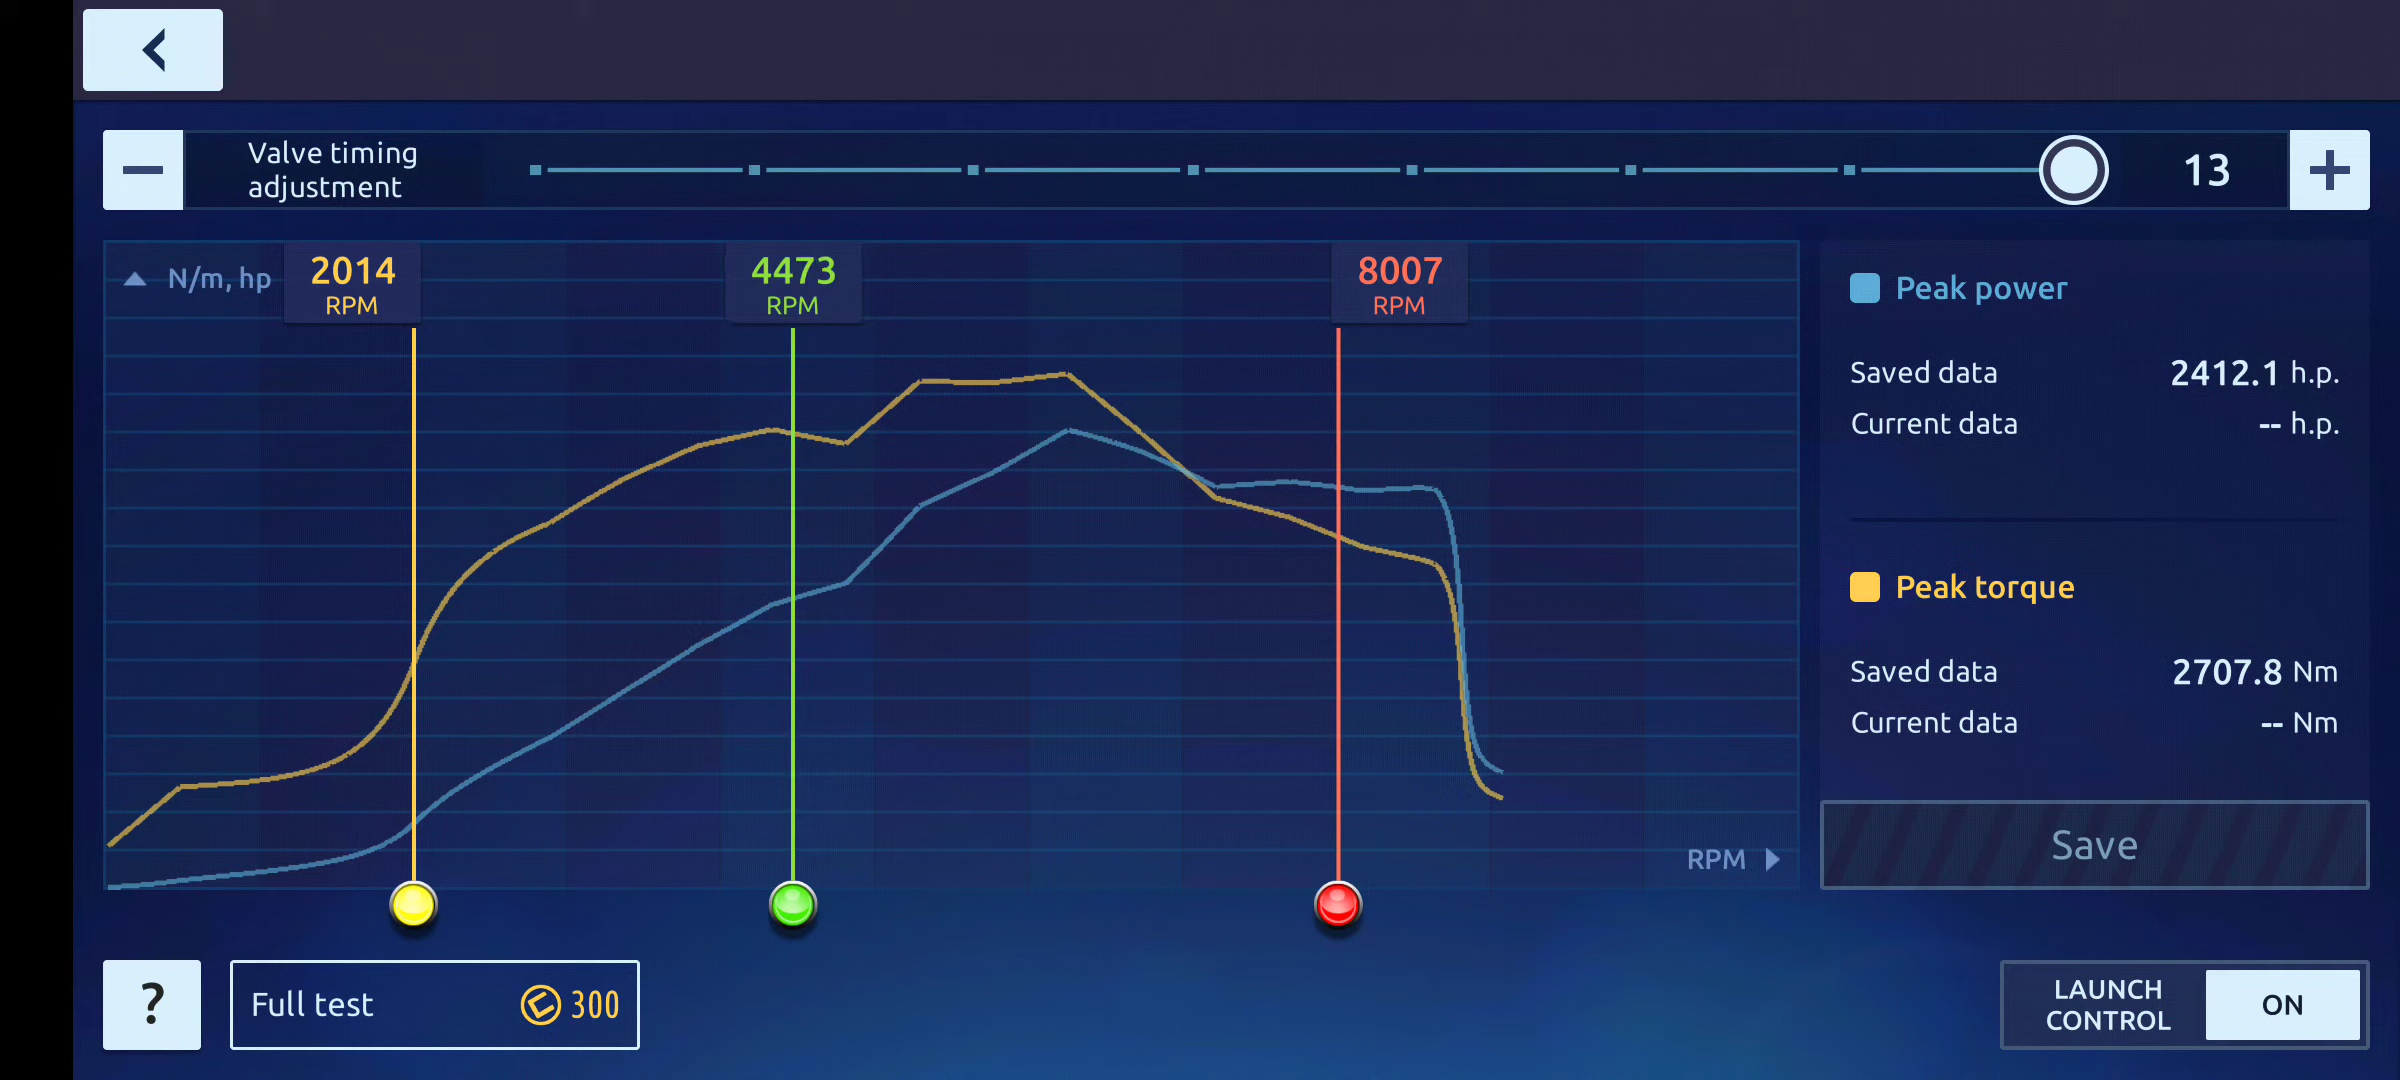 Valve timing
adjustment
13
N/m, hp
2014
RPM
4473
RPM
8007
RPM
RPM
Peak power
Saved data 2412.1 h.p.
Current data -- h.p.
Peak torque
Saved data 2707.8 Nm
Current data -- Nm
Save
?
Full test 300
LAUNCH
CONTROL
ON